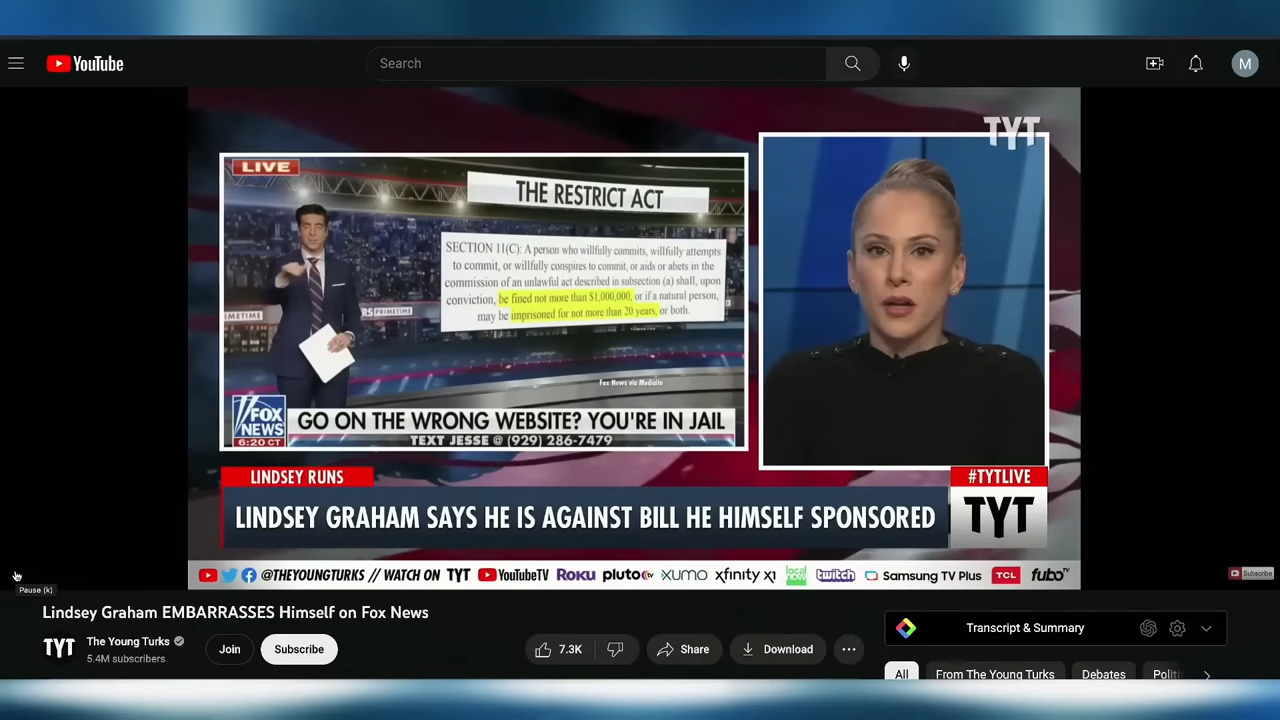 YouTube
Search
M
TYT
LIVE
THE RESTRICT ACT
SECTION 11(C): A person who willfully commits, willfully attempts
to commit, or willfully conspires to commit, or aids or abets in the
commission of an unlawful act described in subsection (a) shall, upon
conviction, be fined not more than $1,000,000, or if a natural person,
may be imprisoned for not more than 20 years, or both.
Fox News via Mediaite
FOX
NEWS
6:20 CT
GO ON THE WRONG WEBSITE? YOU'RE IN JAIL
TEXT JESSE @ (929) 286-7479
LINDSEY RUNS
#TYTLIVE
LINDSEY GRAHAM SAYS HE IS AGAINST BILL HE HIMSELF SPONSORED
TYT
@THEYOUNGTURKS // WATCH ON TYT YouTubeTV ROKU pluto tv XUMO xfinity x1 local now twitch Samsung TV Plus TCL fubo TV
Subscribe
Pause (k)
Lindsey Graham EMBARRASSES Himself on Fox News
TYT
The Young Turks
5.4M subscribers
Join
Subscribe
7.3K
Share
Download
Transcript & Summary
All
From The Young Turks
Debates
Politi